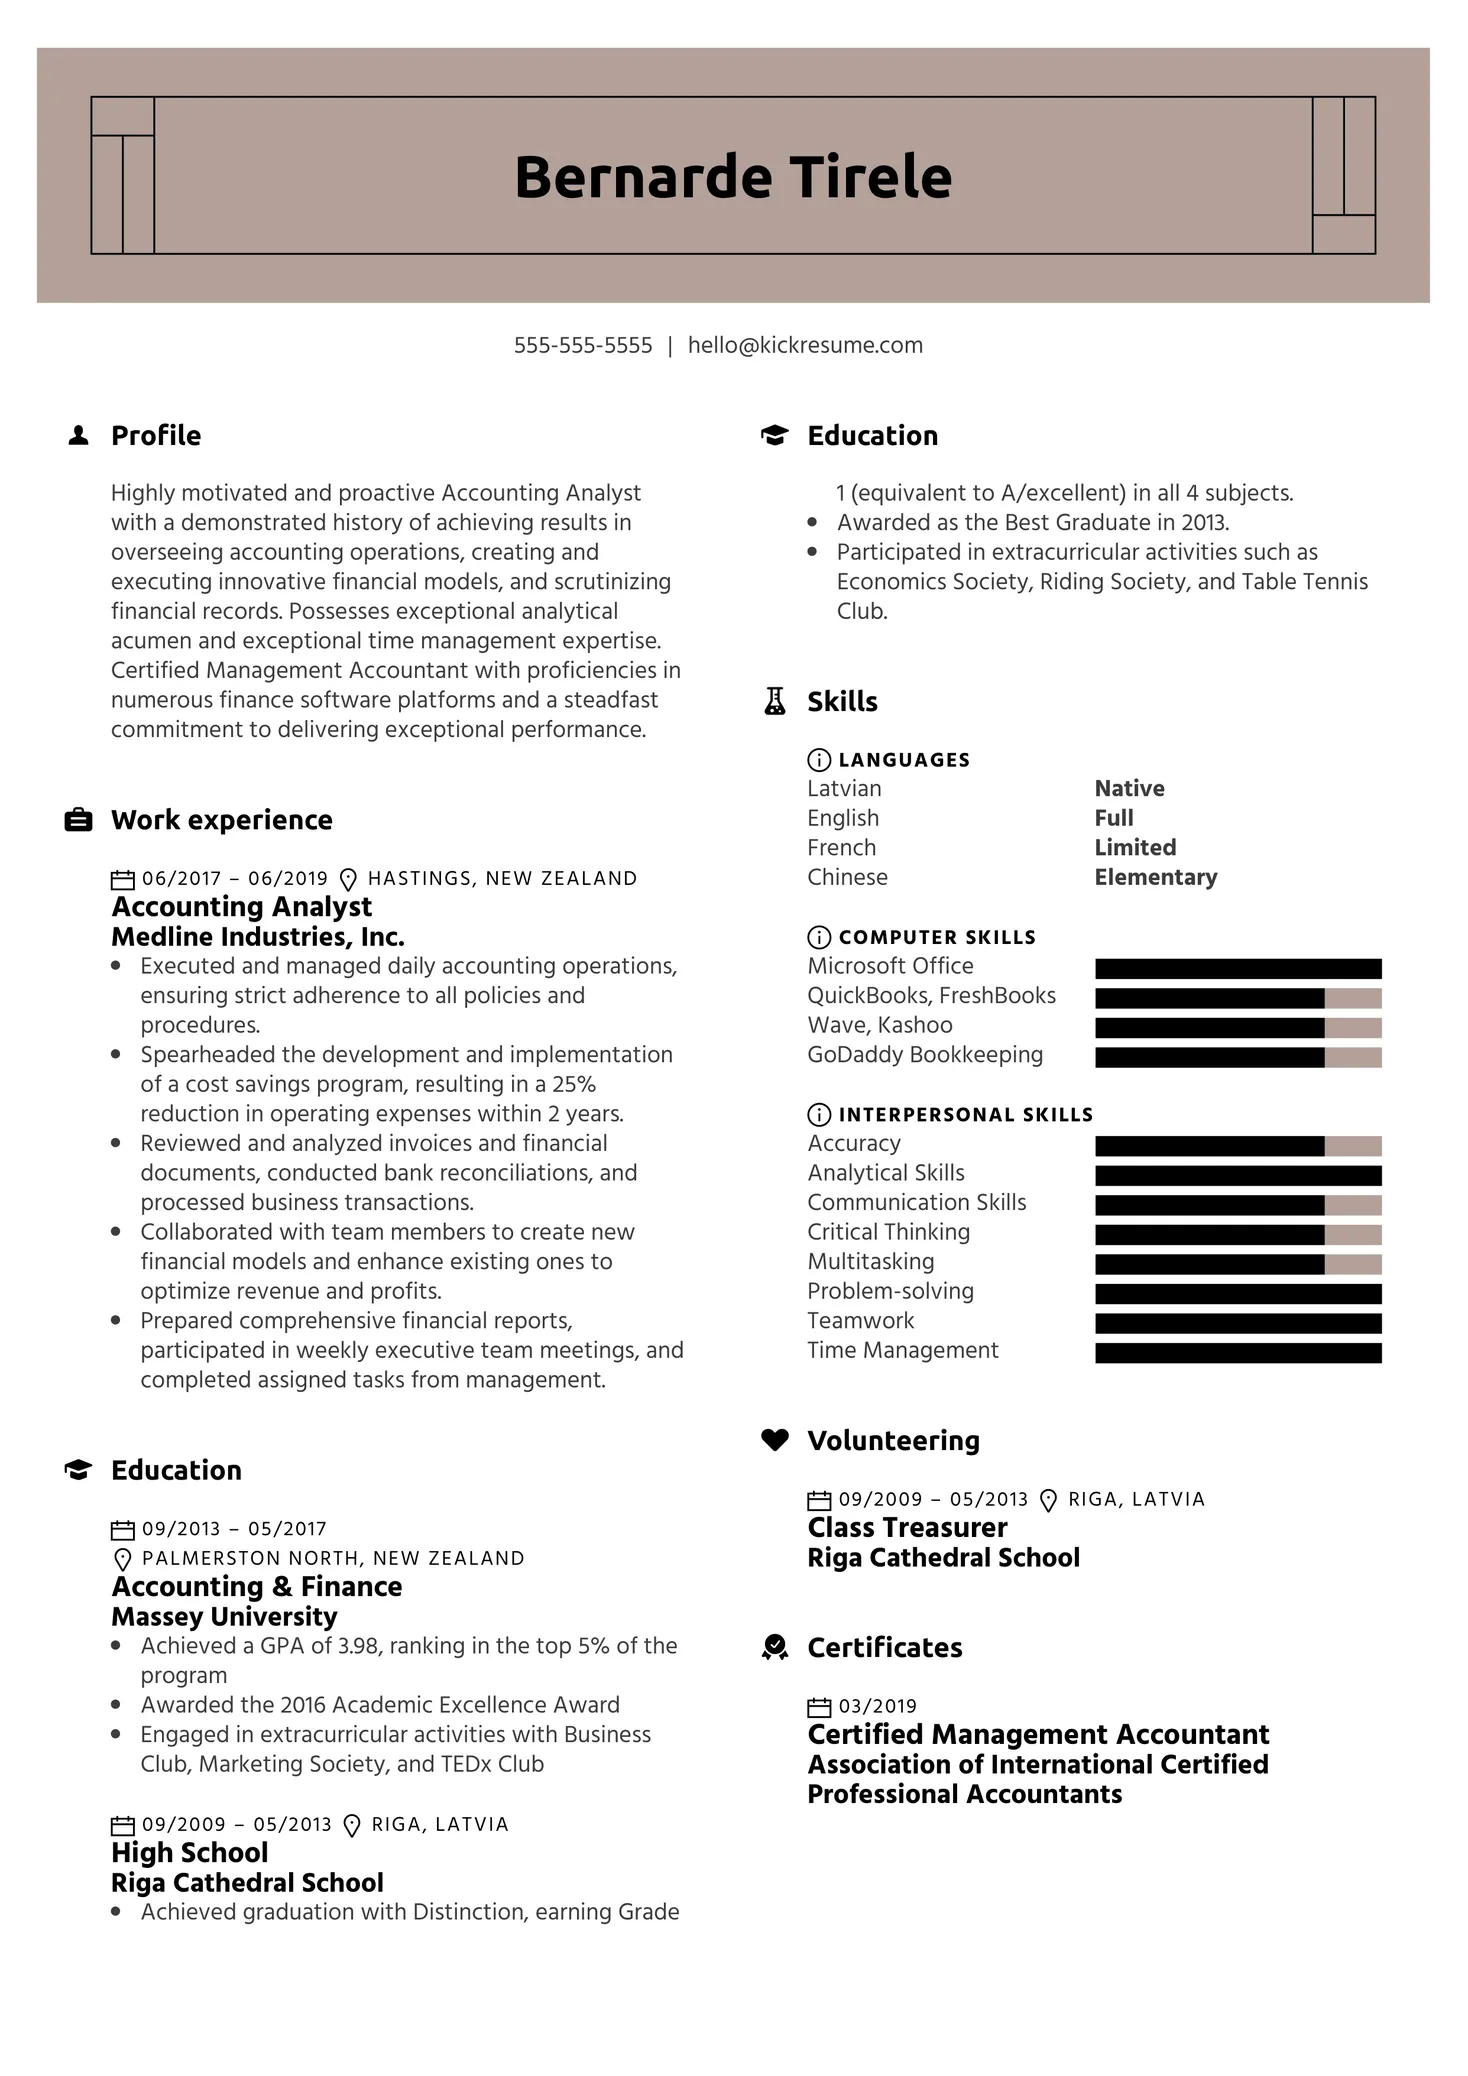 Bernarde Tirele
555-555-5555 | hello@kickresume.com
Profile
Highly motivated and proactive Accounting Analyst
with a demonstrated history of achieving results in
overseeing accounting operations, creating and
executing innovative financial models, and scrutinizing
financial records. Possesses exceptional analytical
acumen and exceptional time management expertise.
Certified Management Accountant with proficiencies in
numerous finance software platforms and a steadfast
commitment to delivering exceptional performance.
Work experience
06/2017 – 06/2019 HASTINGS, NEW ZEALAND
Accounting Analyst
Medline Industries, Inc.
• Executed and managed daily accounting operations,
ensuring strict adherence to all policies and
procedures.
• Spearheaded the development and implementation
of a cost savings program, resulting in a 25%
reduction in operating expenses within 2 years.
• Reviewed and analyzed invoices and financial
documents, conducted bank reconciliations, and
processed business transactions.
• Collaborated with team members to create new
financial models and enhance existing ones to
optimize revenue and profits.
• Prepared comprehensive financial reports,
participated in weekly executive team meetings, and
completed assigned tasks from management.
Education
09/2013 – 05/2017
PALMERSTON NORTH, NEW ZEALAND
Accounting & Finance
Massey University
• Achieved a GPA of 3.98, ranking in the top 5% of the
program
• Awarded the 2016 Academic Excellence Award
• Engaged in extracurricular activities with Business
Club, Marketing Society, and TEDx Club
09/2009 – 05/2013 RIGA, LATVIA
High School
Riga Cathedral School
• Achieved graduation with Distinction, earning Grade
Education
1 (equivalent to A/excellent) in all 4 subjects.
• Awarded as the Best Graduate in 2013.
• Participated in extracurricular activities such as
Economics Society, Riding Society, and Table Tennis
Club.
Skills
LANGUAGES
Latvian Native
English Full
French Limited
Chinese Elementary
COMPUTER SKILLS
Microsoft Office
QuickBooks, FreshBooks
Wave, Kashoo
GoDaddy Bookkeeping
INTERPERSONAL SKILLS
Accuracy
Analytical Skills
Communication Skills
Critical Thinking
Multitasking
Problem-solving
Teamwork
Time Management
Volunteering
09/2009 – 05/2013 RIGA, LATVIA
Class Treasurer
Riga Cathedral School
Certificates
03/2019
Certified Management Accountant
Association of International Certified
Professional Accountants